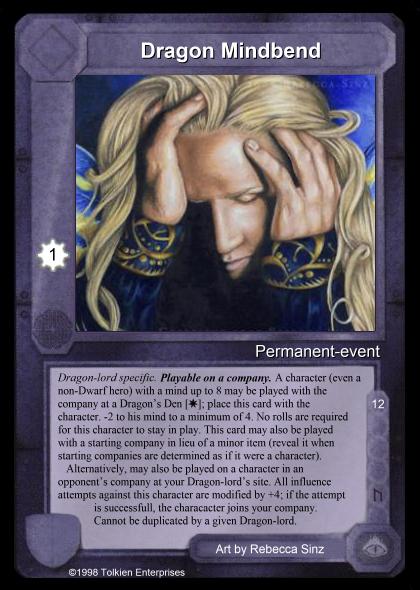 Dragon Mindbend
REBECCA SINZ
1
Permanent-event
Dragon-lord specific. Playable on a company. A character (even a
non-Dwarf hero) with a mind up to 8 may be played with the
company at a Dragon's Den [✷]; place this card with the
character. -2 to his mind to a minimum of 4. No rolls are required
for this character to stay in play. This card may also be played
with a starting company in lieu of a minor item (reveal it when
starting companies are determined as if it were a character).
Alternatively, may also be played on a character in an
opponent's company at your Dragon-lord's site. All influence
attempts against this character are modified by +4; if the attempt
is successful, the characacter joins your company.
Cannot be duplicated by a given Dragon-lord.
12
Art by Rebecca Sinz
©1998 Tolkien Enterprises